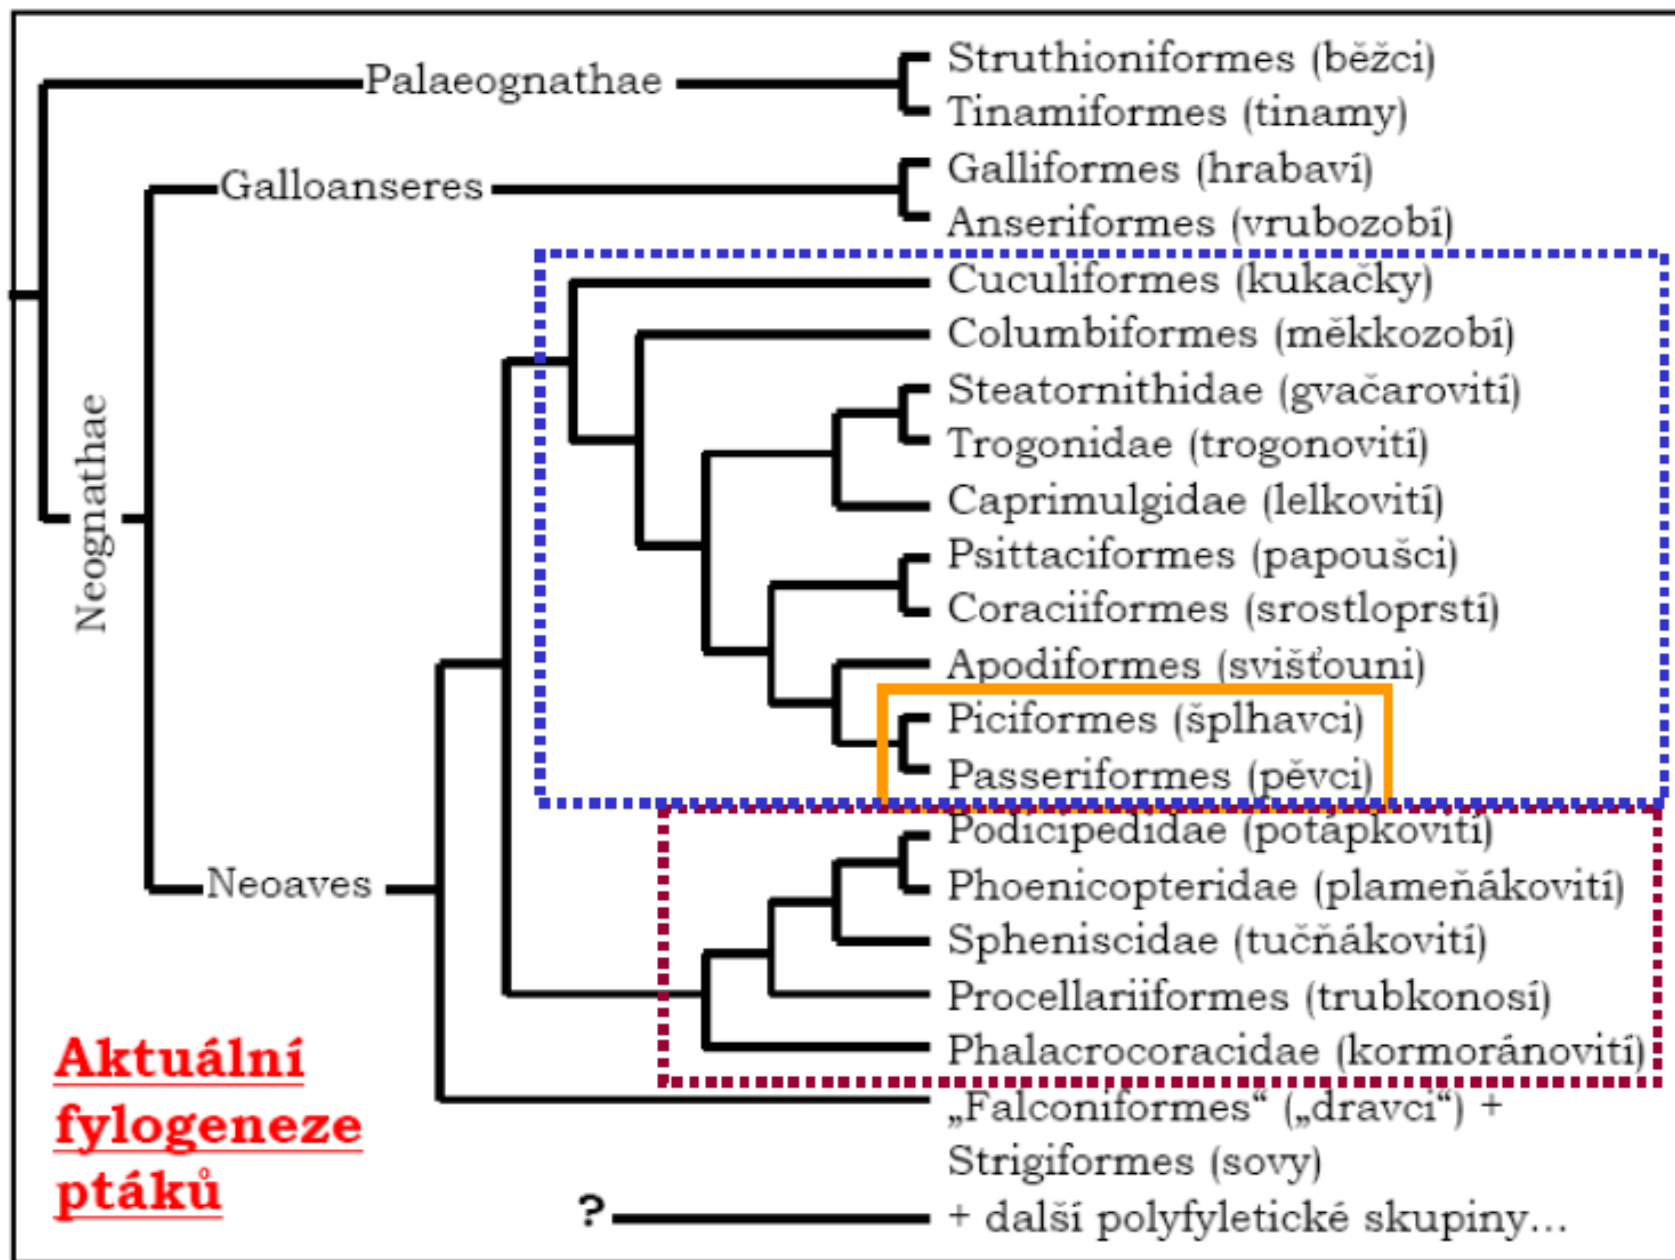 Palaeognathae
Struthioniformes (běžci)
Tinamiformes (tinamy)
Galloanseres
Galliformes (hrabaví)
Anseriformes (vrubozobí)
Neognathae
Cuculiformes (kukačky)
Columbiformes (měkkozobí)
Steatornithidae (gvačarovití)
Trogonidae (trogonovití)
Caprimulgidae (lelkovití)
Psittaciformes (papoušci)
Coraciiformes (srostloprstí)
Apodiformes (svišťouni)
Piciformes (šplhavci)
Passeriformes (pěvci)
Neoaves
Podicipedidae (potápkovití)
Phoenicopteridae (plameňákovití)
Spheniscidae (tučňákovití)
Procellariiformes (trubkonosí)
Phalacrocoracidae (kormoránovití)
„Falconiformes“ („dravci“) +
Strigiformes (sovy)
? + další polyfyletické skupiny...
Aktuální
fylogeneze
ptáků